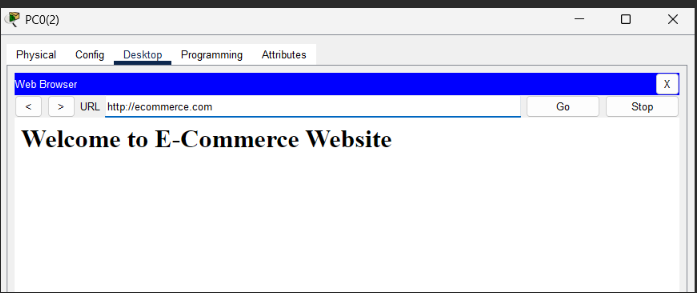 PC0(2)
Physical Config Desktop Programming Attributes
Web Browser X
< > URL http://ecommerce.com Go Stop
Welcome to E-Commerce Website